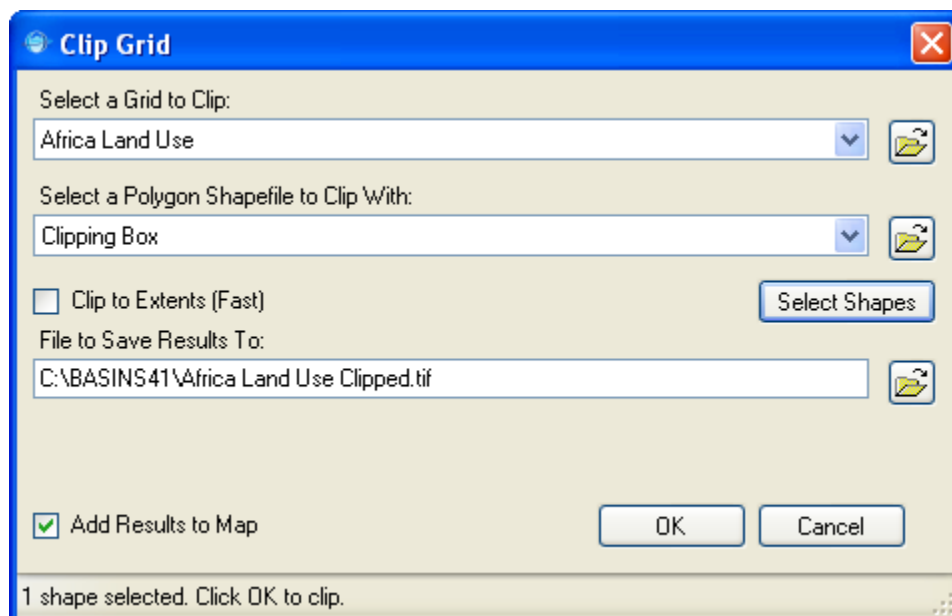 Clip Grid
Select a Grid to Clip:
Africa Land Use
Select a Polygon Shapefile to Clip With:
Clipping Box
Clip to Extents (Fast)
Select Shapes
File to Save Results To:
C:\BASINS41\Africa Land Use Clipped.tif
Add Results to Map
OK
Cancel
1 shape selected. Click OK to clip.